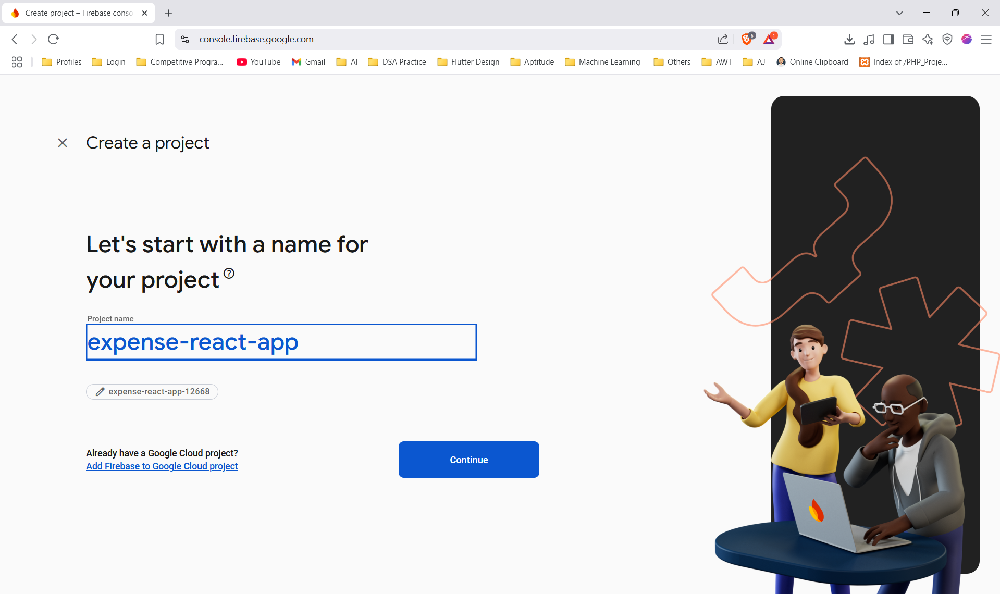 Create project – Firebase conso
console.firebase.google.com
6
1
Profiles
Login
Competitive Progra...
YouTube
Gmail
AI
DSA Practice
Flutter Design
Aptitude
Machine Learning
Others
AWT
AJ
Online Clipboard
Index of /PHP_Proje...
Create a project
Let's start with a name for
your project
Project name
expense-react-app
expense-react-app-12668
Already have a Google Cloud project?
Add Firebase to Google Cloud project
Continue